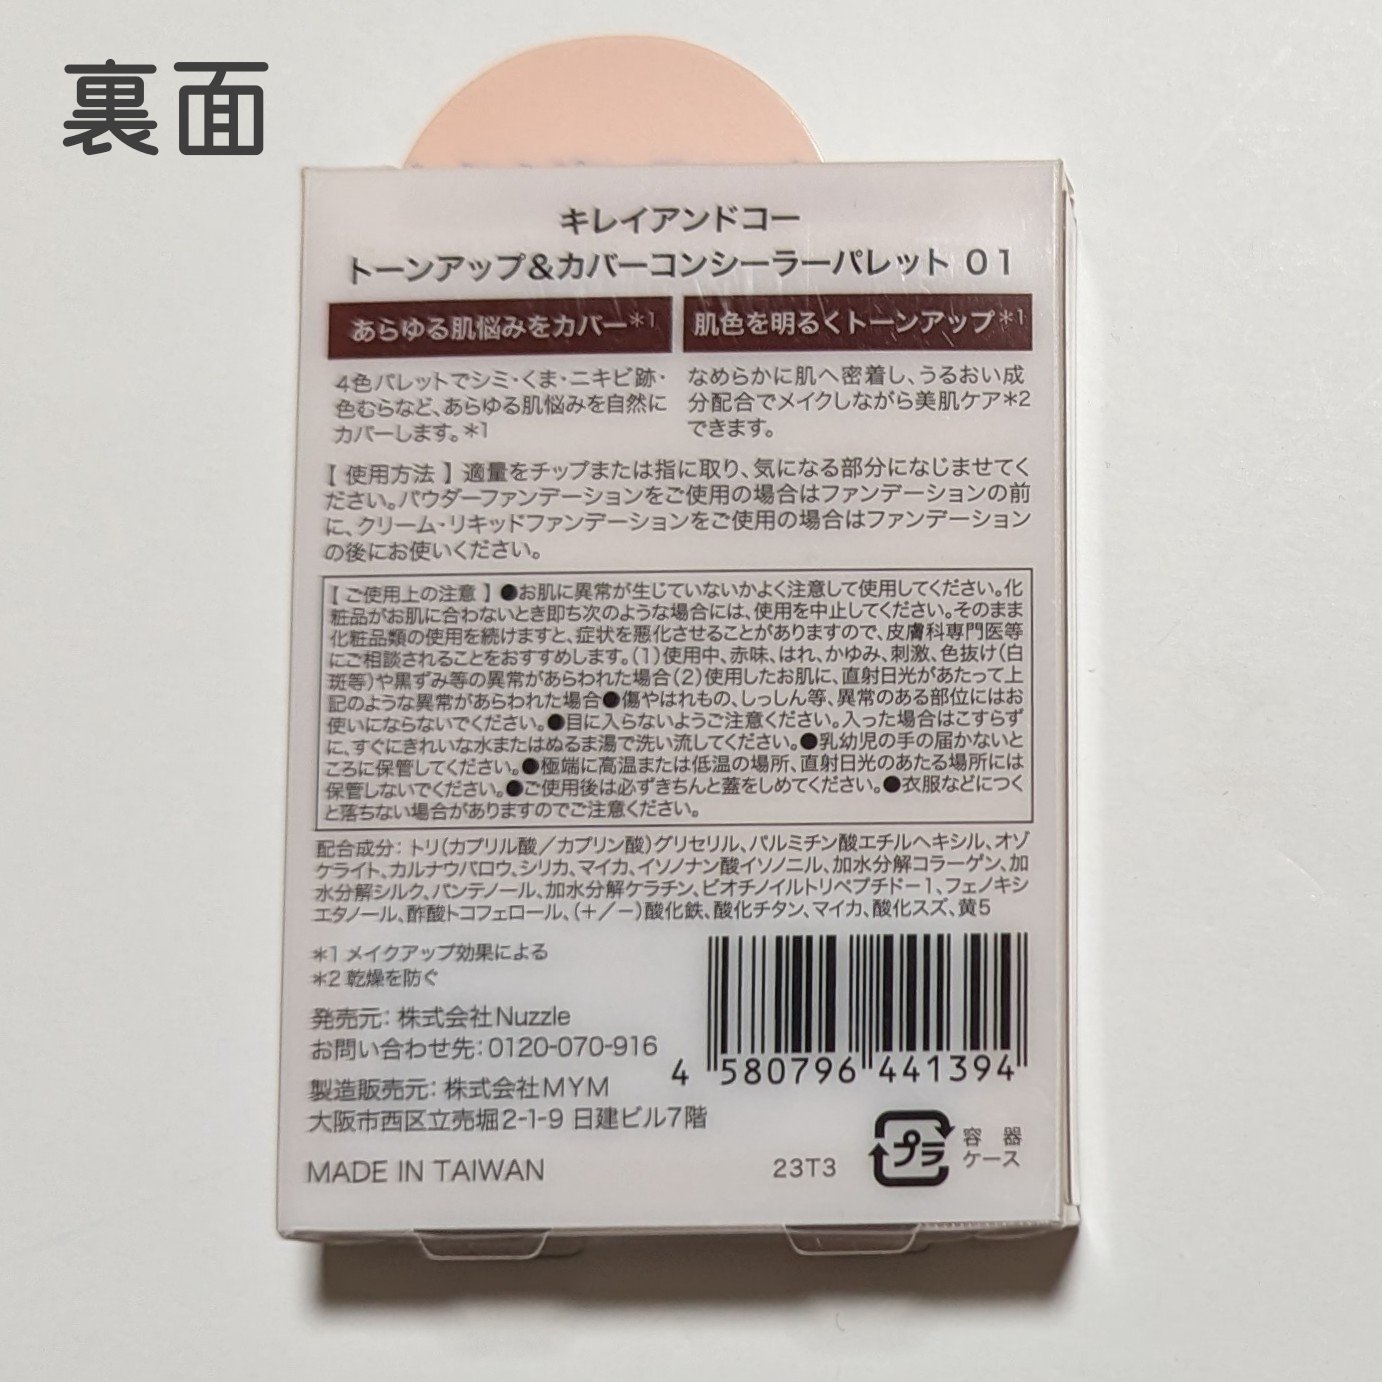 裏面
キレイアンドコー
トーンアップ&カバーコンシーラーパレット 01
あらゆる肌悩みをカバー*1
肌色を明るくトーンアップ*1
4色パレットでシミ・くま・ニキビ跡・
色むらなど、あらゆる肌悩みを自然に
カバーします。*1
なめらかに肌へ密着し、うるおい成
分配合でメイクしながら美肌ケア*2
できます。
【 使用方法 】適量をチップまたは指に取り、気になる部分になじませてく
ださい。パウダーファンデーションをご使用の場合はファンデーションの前
に、クリーム・リキッドファンデーションをご使用の場合はファンデーション
の後にお使いください。
【 ご使用上の注意 】●お肌に異常が生じていないかよく注意して使用してください。化
粧品がお肌に合わないとき即ち次のような場合には、使用を中止してください。そのまま
化粧品類の使用を続けますと、症状を悪化させることがありますので、皮膚科専門医等
にご相談されることをおすすめします。(1)使用中、赤味、はれ、かゆみ、刺激、色抜け(白
斑等)や黒ずみ等の異常があらわれた場合(2)使用したお肌に、直射日光があたって上
記のような異常があらわれた場合●傷やはれもの、しっしん等、異常のある部位にはお
使いにならないでください。●目に入らないようご注意ください。入った場合はこすらず
に、すぐにきれいな水またはぬるま湯で洗い流してください。●乳幼児の手の届かないと
ころに保管してください。●極端に高温または低温の場所、直射日光のあたる場所には
保管しないでください。●ご使用後は必ずきちんと蓋をしめてください。●衣服などにつく
と落ちない場合がありますのでご注意ください。
配合成分: トリ(カプリル酸/カプリン酸)グリセリル、パルミチン酸エチルヘキシル、オゾ
ケライト、カルナウバロウ、シリカ、マイカ、イソノナン酸イソノニル、加水分解コラーゲン、加
水分解シルク、パンテノール、加水分解ケラチン、ビオチノイルトリペプチド-1、フェノキシ
エタノール、酢酸トコフェロール、(+/-)酸化鉄、酸化チタン、マイカ、酸化スズ、黄5
*1 メイクアップ効果による
*2 乾燥を防ぐ
発売元: 株式会社Nuzzle
お問い合わせ先:0120-070-916
製造販売元: 株式会社MYM
大阪市西区立売堀2-1-9 日建ビル7階
MADE IN TAIWAN
4 580796 441394
23T3
プラ
容器
ケース